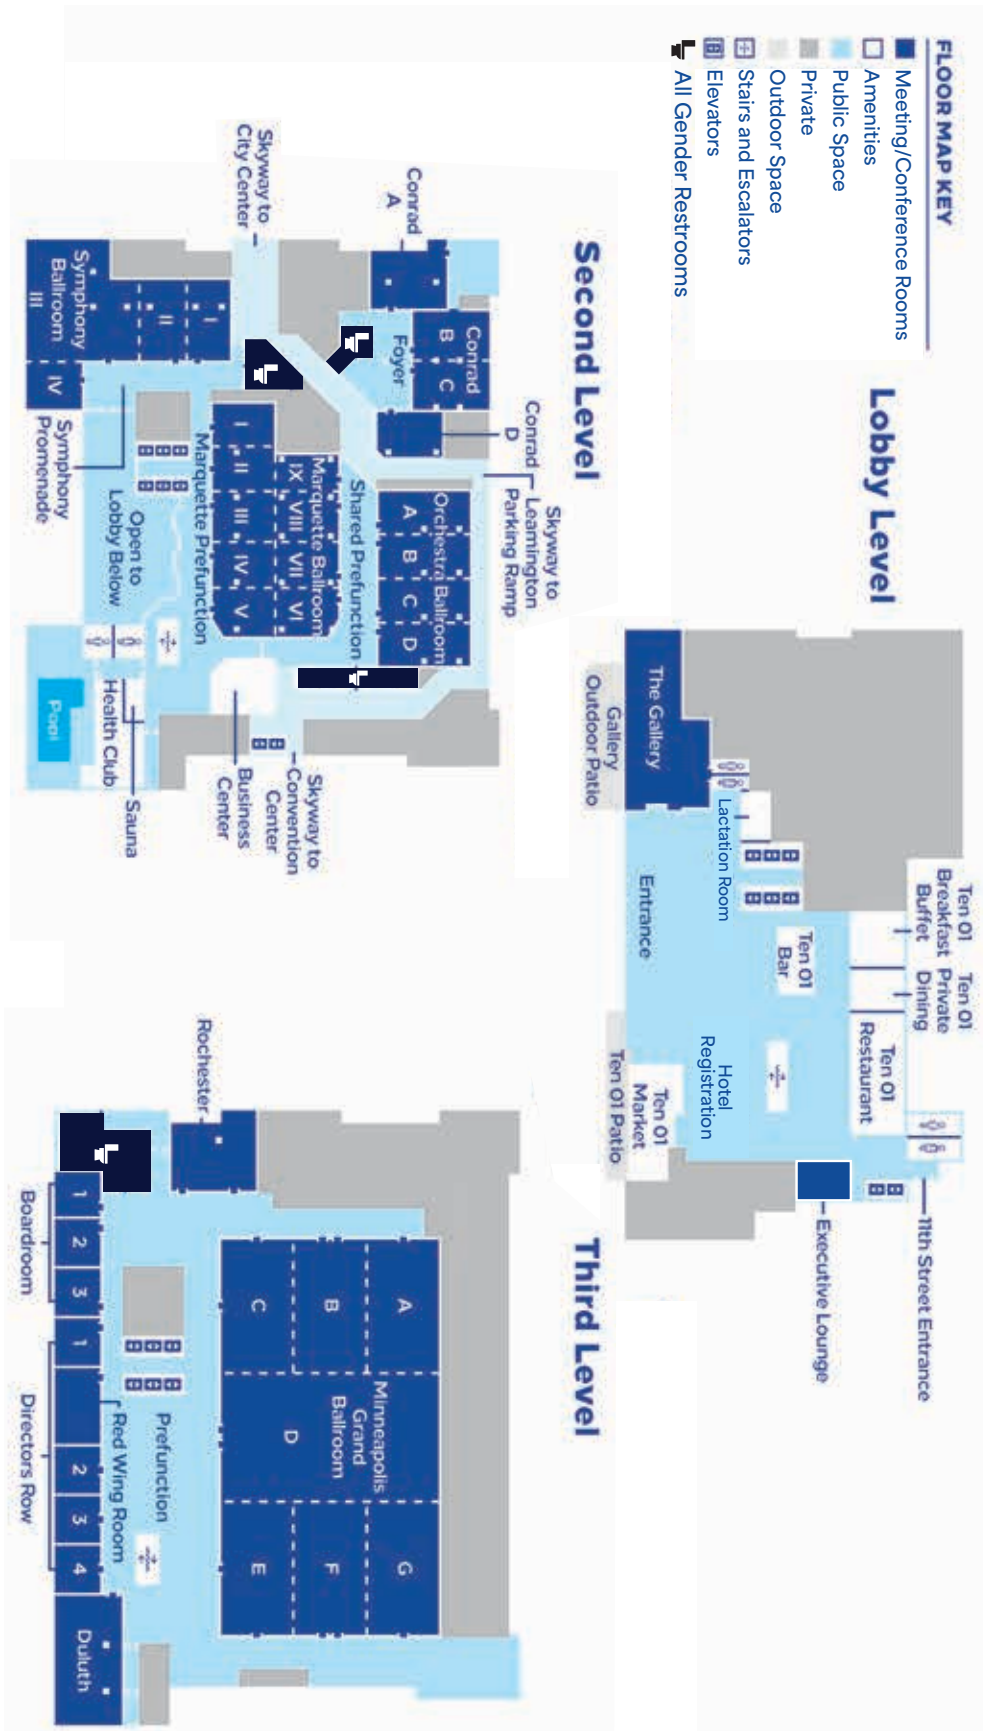 FLOOR MAP KEY
Meeting/Conference Rooms
Amenities
Public Space
Private
Outdoor Space
Stairs and Escalators
Elevators
All Gender Restrooms
Lobby Level
The Gallery
Gallery
Outdoor Patio
Lactation Room
Entrance
Ten 01
Breakfast
Buffet
Ten 01
Private
Dining
Ten 01
Bar
Ten 01
Restaurant
Hotel
Registration
Ten 01
Market
Ten 01 Patio
11th Street Entrance
Executive Lounge
Second Level
Skyway to
City Center
Conrad
A
Conrad
B
C
Foyer
Conrad
D
Skyway to
Leamington
Parking Ramp
Symphony
Ballroom
I
II
III
IV
Symphony
Promenade
Marquette Prefunction
Marquette Ballroom
I
II
III
IV
V
IX
VIII
VII
VI
Shared Prefunction
Orchestra Ballroom
A
B
C
D
Open to
Lobby Below
Pool
Health Club
Sauna
Business
Center
Skyway to
Convention
Center
Third Level
Rochester
Minneapolis
Grand
Ballroom
A
B
C
D
E
F
G
1
2
3
Boardroom
1
2
3
4
Directors Row
Red Wing Room
Prefunction
Duluth